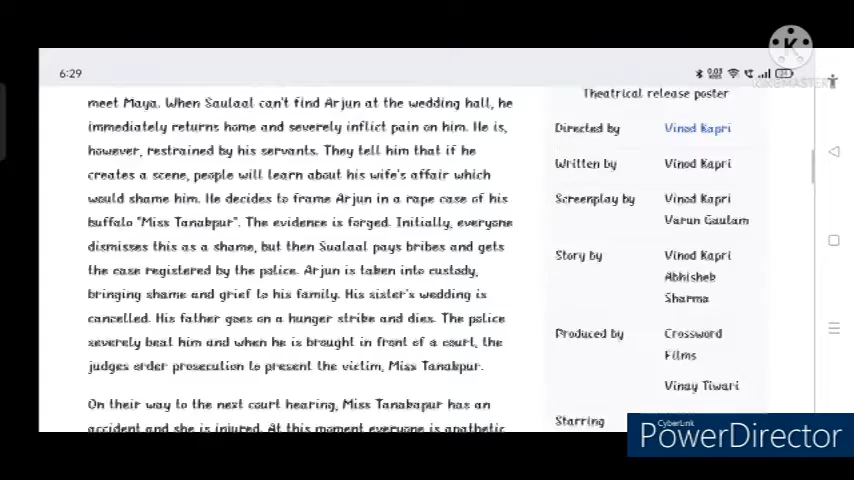 6:29
meet Maya. When Saulaal can't find Arjun at the wedding hall, he
immediately returns home and severely inflict pain on him. He is,
however, restrained by his servants. They tell him that if he
creates a scene, people will learn about his wife's affair which
would shame him. He decides to frame Arjun in a rape case of his
buffalo "Miss Tanakpur". The evidence is forged. Initially, everyone
dismisses this as a shame, but then Sualaal pays bribes and gets
the case registered by the police. Arjun is taken into custody,
bringing shame and grief to his family. His sister's wedding is
cancelled. His father goes on a hunger strike and dies. The police
severely beat him and when he is brought in front of a court, the
judges order prosecution to present the victim, Miss Tanakpur.
On their way to the next court hearing, Miss Tanakapur has an
accident and she is injured. At this moment everyone is apathetic
Theatrical release poster
Directed by Vinod Kapri
Written by Vinod Kapri
Screenplay by Vinod Kapri
Varun Gautam
Story by Vinod Kapri
Abhisheb
Sharma
Produced by Crossword
Films
Vinay Tiwari
Starring
K
KINEMASTER
CyberLink
PowerDirector